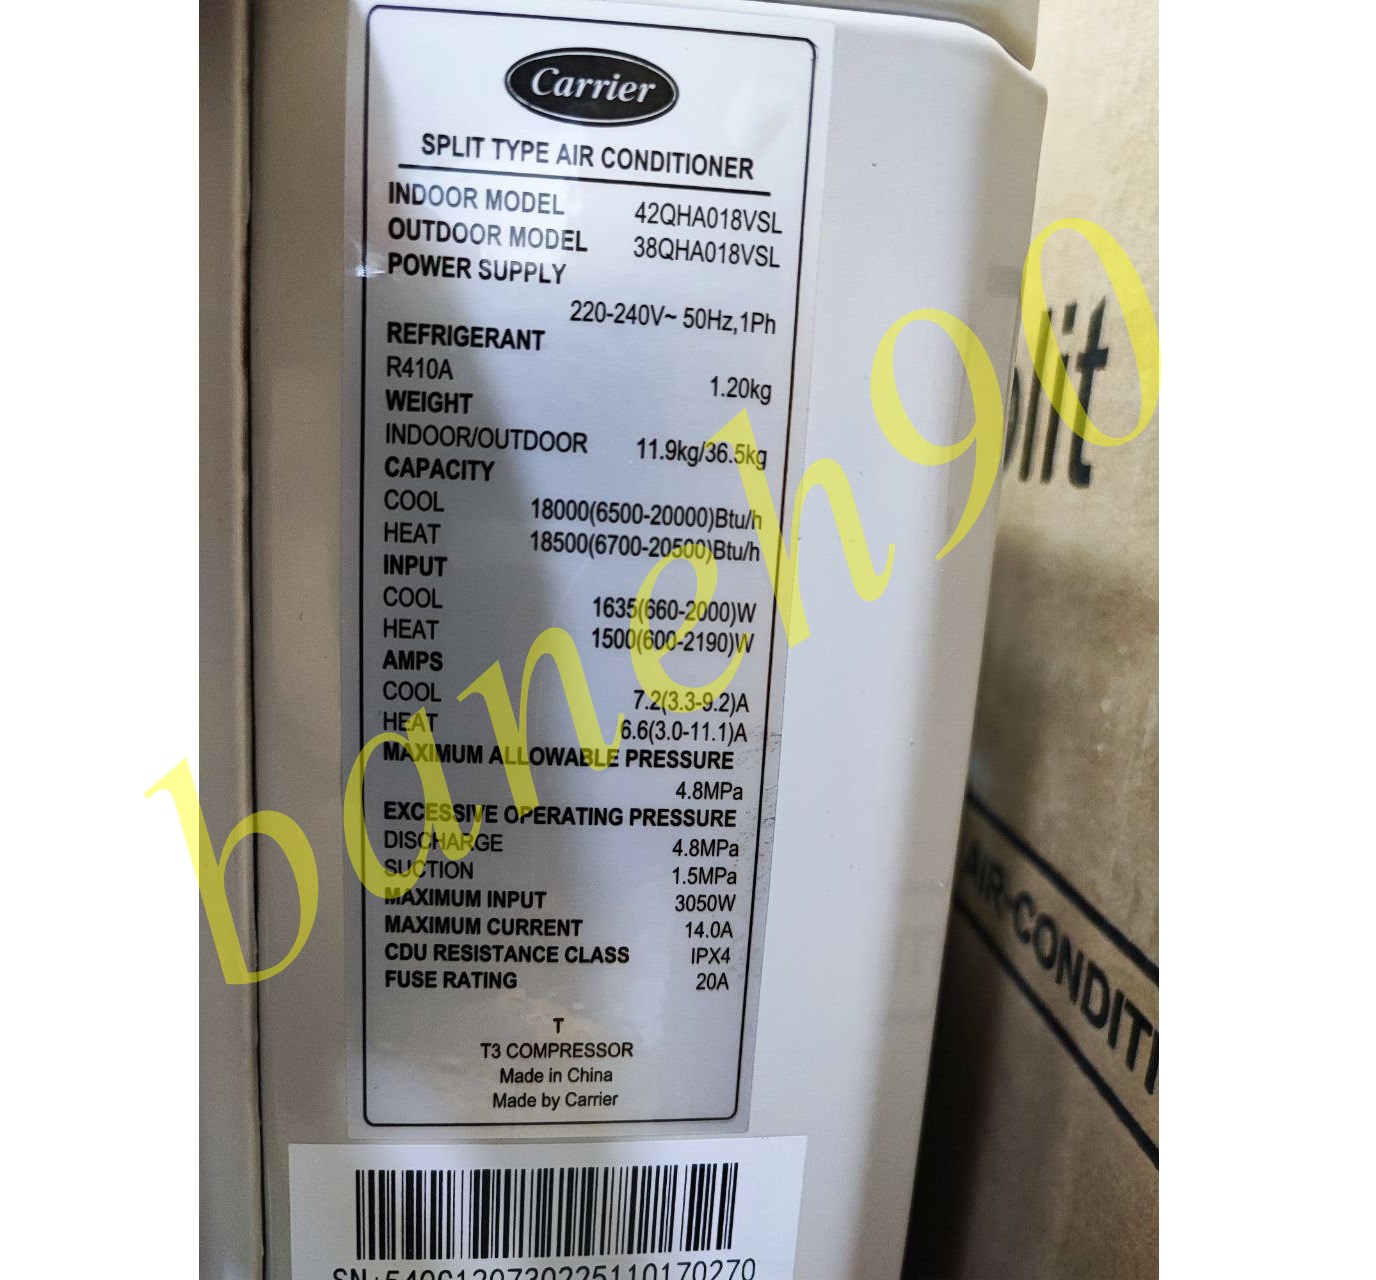 Carrier
SPLIT TYPE AIR CONDITIONER
INDOOR MODEL 42QHA018VSL
OUTDOOR MODEL 38QHA018VSL
POWER SUPPLY
220-240V~ 50Hz,1Ph
REFRIGERANT
R410A 1.20kg
WEIGHT
INDOOR/OUTDOOR 11.9kg/36.5kg
CAPACITY
COOL 18000(6500-20000)Btu/h
HEAT 18500(6700-20500)Btu/h
INPUT
COOL 1635(660-2000)W
HEAT 1500(600-2190)W
AMPS
COOL 7.2(3.3-9.2)A
HEAT 6.6(3.0-11.1)A
MAXIMUM ALLOWABLE PRESSURE
4.8MPa
EXCESSIVE OPERATING PRESSURE
DISCHARGE 4.8MPa
SUCTION 1.5MPa
MAXIMUM INPUT 3050W
MAXIMUM CURRENT 14.0A
CDU RESISTANCE CLASS IPX4
FUSE RATING 20A
T
T3 COMPRESSOR
Made in China
Made by Carrier
baneh90
plit
AIR-CONDITI